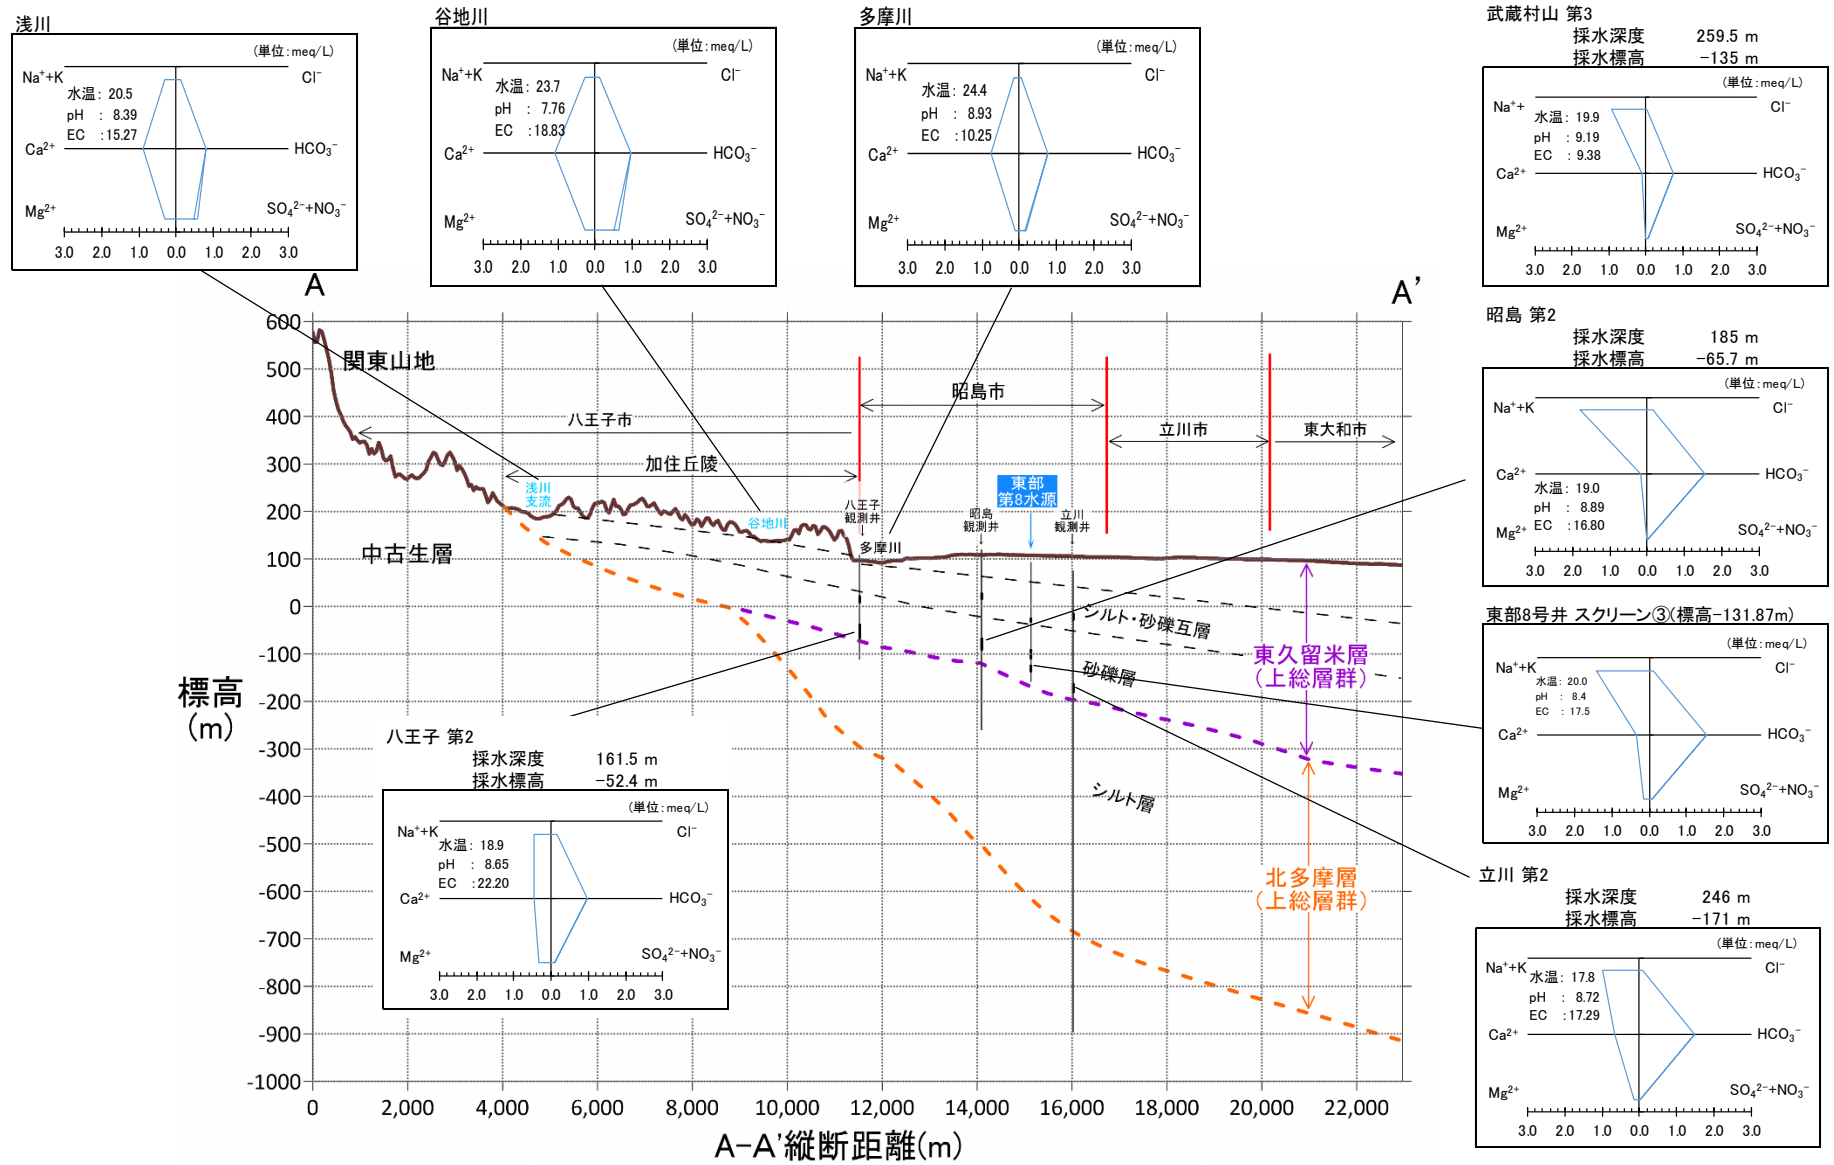 浅川
(単位:meq/L)
Na⁺+K
Cl⁻
水温: 20.5
pH : 8.39
EC :15.27
Ca²⁺
HCO₃⁻
Mg²⁺
SO₄²⁻+NO₃⁻
3.0 2.0 1.0 0.0 1.0 2.0 3.0
谷地川
(単位:meq/L)
Na⁺+K
Cl⁻
水温: 23.7
pH : 7.76
EC :18.83
Ca²⁺
HCO₃⁻
Mg²⁺
SO₄²⁻+NO₃⁻
3.0 2.0 1.0 0.0 1.0 2.0 3.0
多摩川
(単位:meq/L)
Na⁺+K
Cl⁻
水温: 24.4
pH : 8.93
EC :10.25
Ca²⁺
HCO₃⁻
Mg²⁺
SO₄²⁻+NO₃⁻
3.0 2.0 1.0 0.0 1.0 2.0 3.0
武蔵村山 第3
採水深度 259.5 m
採水標高 -135 m
(単位:meq/L)
Na⁺+
Cl⁻
水温: 19.9
pH : 9.19
EC : 9.38
Ca²⁺
HCO₃⁻
Mg²⁺
SO₄²⁻+NO₃⁻
3.0 2.0 1.0 0.0 1.0 2.0 3.0
昭島 第2
採水深度 185 m
採水標高 -65.7 m
(単位:meq/L)
Na⁺+K
Cl⁻
Ca²⁺
HCO₃⁻
水温: 19.0
pH : 8.89
EC :16.80
Mg²⁺
SO₄²⁻+NO₃⁻
3.0 2.0 1.0 0.0 1.0 2.0 3.0
東部8号井 スクリーン③(標高-131.87m)
(単位:meq/L)
Na⁺+K
Cl⁻
水温: 20.0
pH : 8.4
EC : 17.5
Ca²⁺
HCO₃⁻
Mg²⁺
SO₄²⁻+NO₃⁻
3.0 2.0 1.0 0.0 1.0 2.0 3.0
立川 第2
採水深度 246 m
採水標高 -171 m
(単位:meq/L)
Na⁺+K
Cl⁻
水温: 17.8
pH : 8.72
EC :17.29
Ca²⁺
HCO₃⁻
Mg²⁺
SO₄²⁻+NO₃⁻
3.0 2.0 1.0 0.0 1.0 2.0 3.0
八王子 第2
採水深度 161.5 m
採水標高 -52.4 m
(単位:meq/L)
Na⁺+K
Cl⁻
水温: 18.9
pH : 8.65
EC :22.20
Ca²⁺
HCO₃⁻
Mg²⁺
SO₄²⁻+NO₃⁻
3.0 2.0 1.0 0.0 1.0 2.0 3.0
A
A'
関東山地
八王子市
昭島市
立川市
東大和市
加住丘陵
浅川
支流
谷地川
八王子
観測井
多摩川
昭島
観測井
東部
第8水源
立川
観測井
中古生層
シルト・砂礫互層
砂礫層
シルト層
東久留米層
(上総層群)
北多摩層
(上総層群)
標高
(m)
600
500
400
300
200
100
0
-100
-200
-300
-400
-500
-600
-700
-800
-900
-1000
0 2,000 4,000 6,000 8,000 10,000 12,000 14,000 16,000 18,000 20,000 22,000
A-A'縦断距離(m)